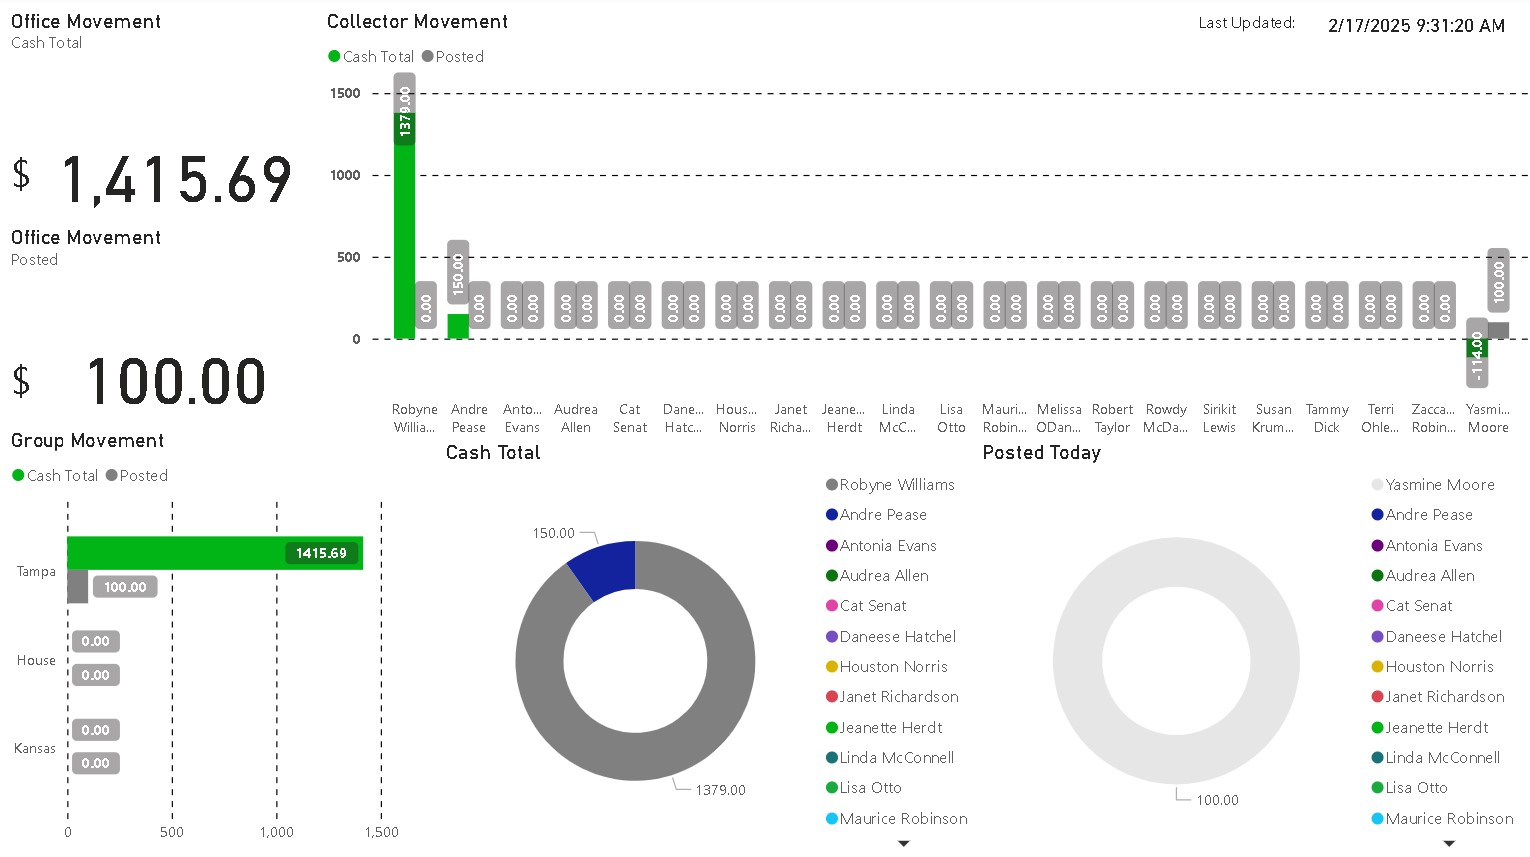 Office Movement
Cash Total
$ 1,415.69
Office Movement
Posted
$ 100.00
Collector Movement
Last Updated: 2/17/2025 9:31:20 AM
Cash Total Posted
1500
1000
500
0
1379.00 0.00 150.00 0.00 0.00 0.00 0.00 0.00 0.00 0.00 0.00 0.00 0.00 0.00 0.00 0.00 0.00 0.00 0.00 0.00 0.00 0.00 0.00 0.00 0.00 0.00 0.00 0.00 0.00 0.00 0.00 0.00 0.00 0.00 0.00 0.00 0.00 0.00 0.00 0.00 -114.00 100.00
Robyne Willia...
Andre Pease
Anto... Evans
Audrea Allen
Cat Senat
Dane... Hatc...
Hous... Norris
Janet Richa...
Jeane... Herdt
Linda McC...
Lisa Otto
Mauri... Robin...
Melissa ODan...
Robert Taylor
Rowdy McDa...
Sirikit Lewis
Susan Krum...
Tammy Dick
Terri Ohle...
Zacca... Robin...
Yasmi... Moore
Group Movement
Cash Total Posted
Tampa
1415.69
100.00
House
0.00
0.00
Kansas
0.00
0.00
0 500 1,000 1,500
Cash Total
150.00
1379.00
Robyne Williams
Andre Pease
Antonia Evans
Audrea Allen
Cat Senat
Daneese Hatchel
Houston Norris
Janet Richardson
Jeanette Herdt
Linda McConnell
Lisa Otto
Maurice Robinson
Posted Today
100.00
Yasmine Moore
Andre Pease
Antonia Evans
Audrea Allen
Cat Senat
Daneese Hatchel
Houston Norris
Janet Richardson
Jeanette Herdt
Linda McConnell
Lisa Otto
Maurice Robinson